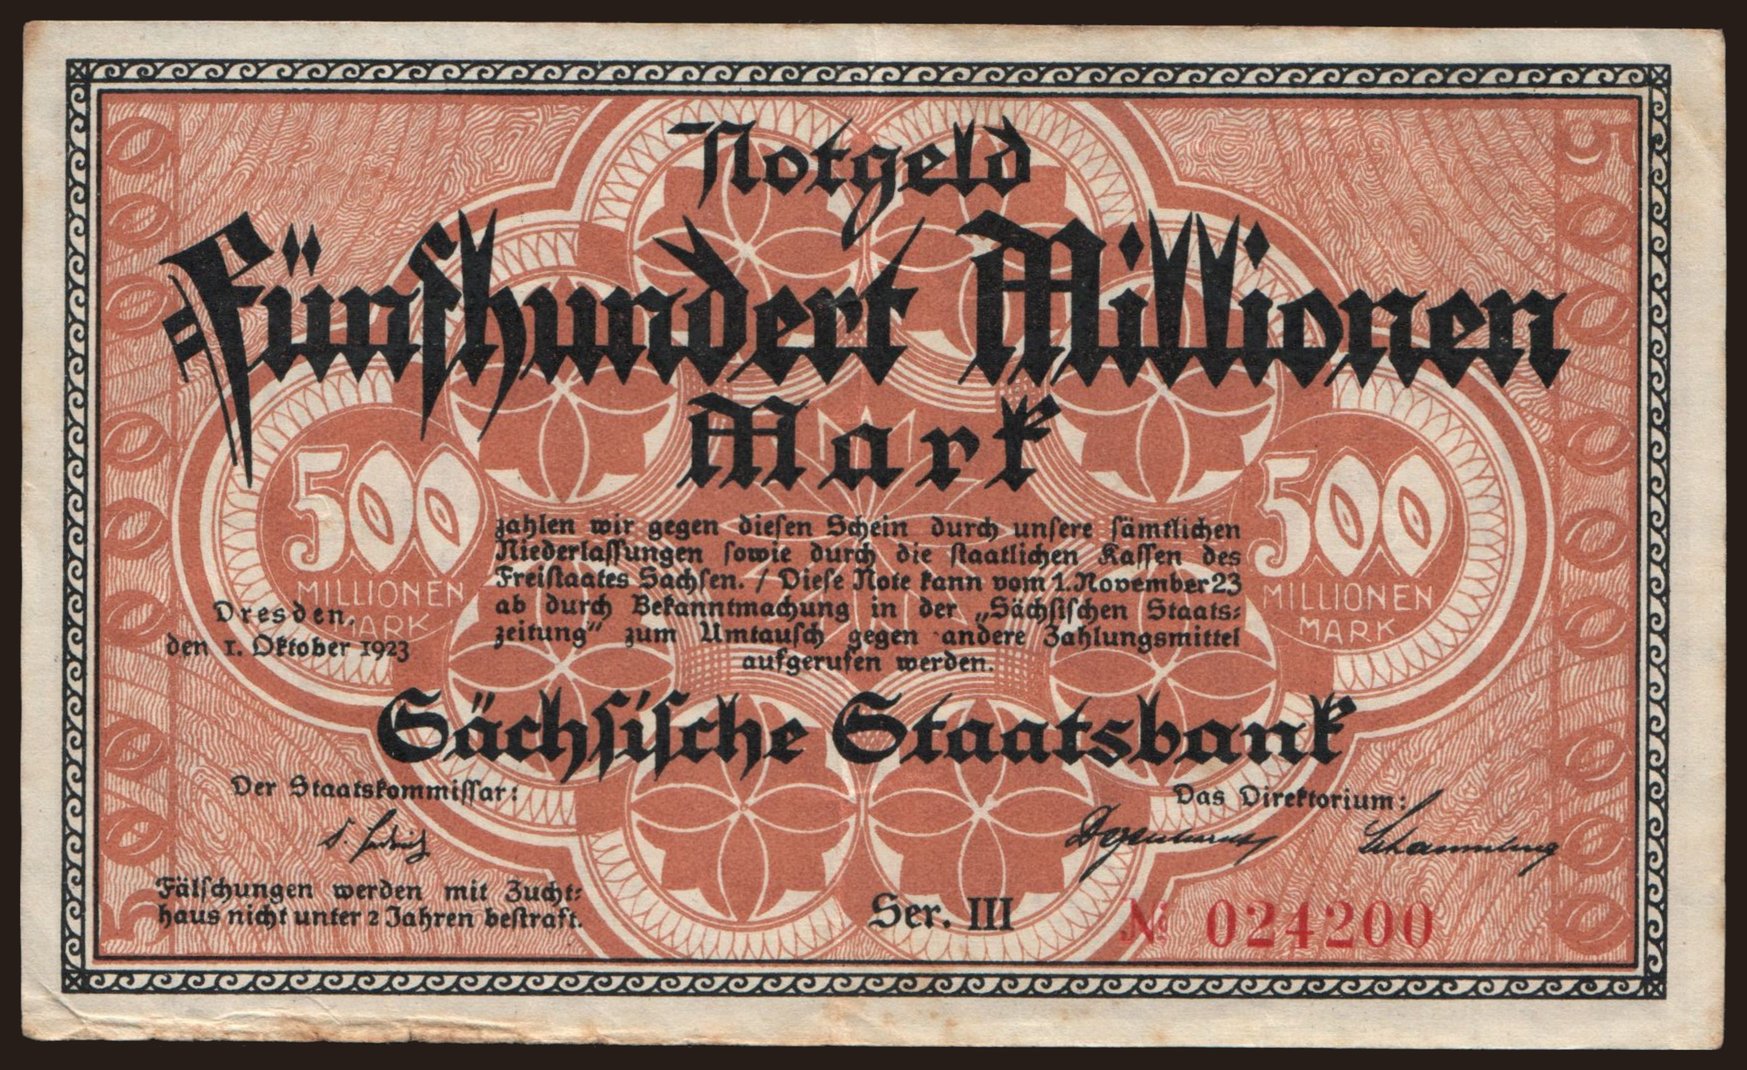 Notgeld
Fünfhundert Millionen
Mark
500
MILLIONEN
MARK
500
MILLIONEN
MARK
zahlen wir gegen diesen Schein durch unsere sämtlichen
Niederlassungen sowie durch die staatlichen Kassen des
Freistaates Sachsen. / Diese Note kann vom 1. November 23
ab durch Bekanntmachung in der „Sächsischen Staats-
zeitung“ zum Umtausch gegen andere Zahlungsmittel
aufgerufen werden.
Dresden,
den 1. Oktober 1923
Sächsische Staatsbank
Der Staatskommissar:
Das Direktorium:
Degenhardt
Fälschungen werden mit Zucht-
haus nicht unter 2 Jahren bestraft.
Ser. III
№ 024200